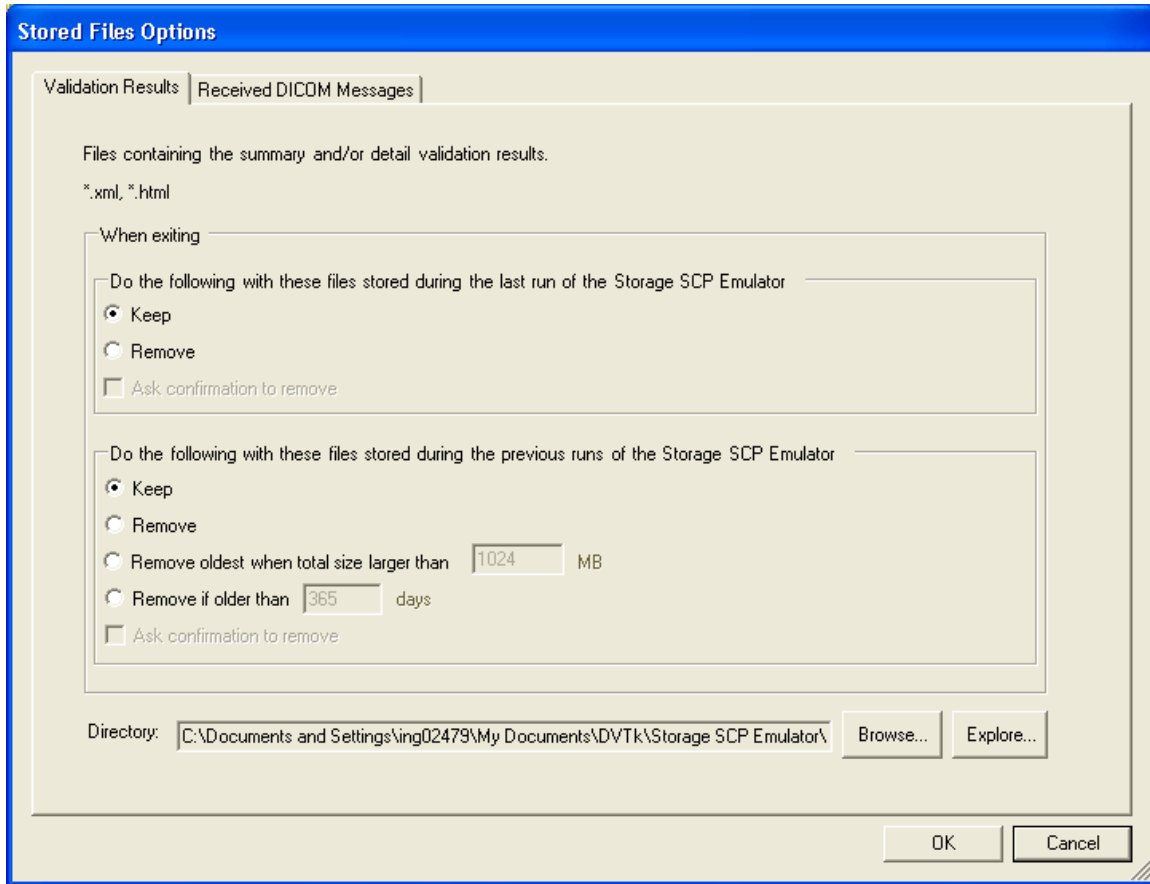 Stored Files Options
Validation Results
Received DICOM Messages
Files containing the summary and/or detail validation results.
*.xml, *.html
When exiting
Do the following with these files stored during the last run of the Storage SCP Emulator
Keep
Remove
Ask confirmation to remove
Do the following with these files stored during the previous runs of the Storage SCP Emulator
Keep
Remove
Remove oldest when total size larger than 1024 MB
Remove if older than 365 days
Ask confirmation to remove
Directory: C:\Documents and Settings\ing02479\My Documents\DVTk\Storage SCP Emulator\ Browse... Explore...
OK Cancel